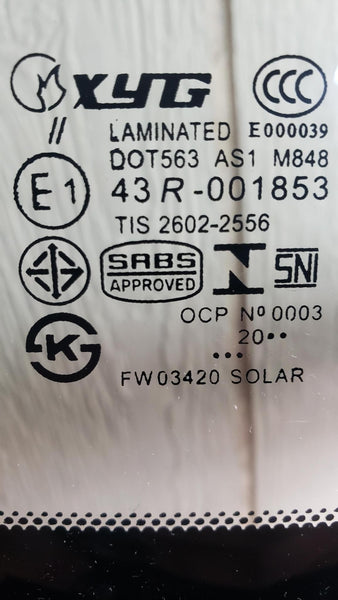 XYG CCC
// LAMINATED E000039
DOT563 AS1 M848
E1 43R-001853
TIS 2602-2556
SABS APPROVED SNI
OCP Nº 0003
20••
•••
K
FW03420 SOLAR